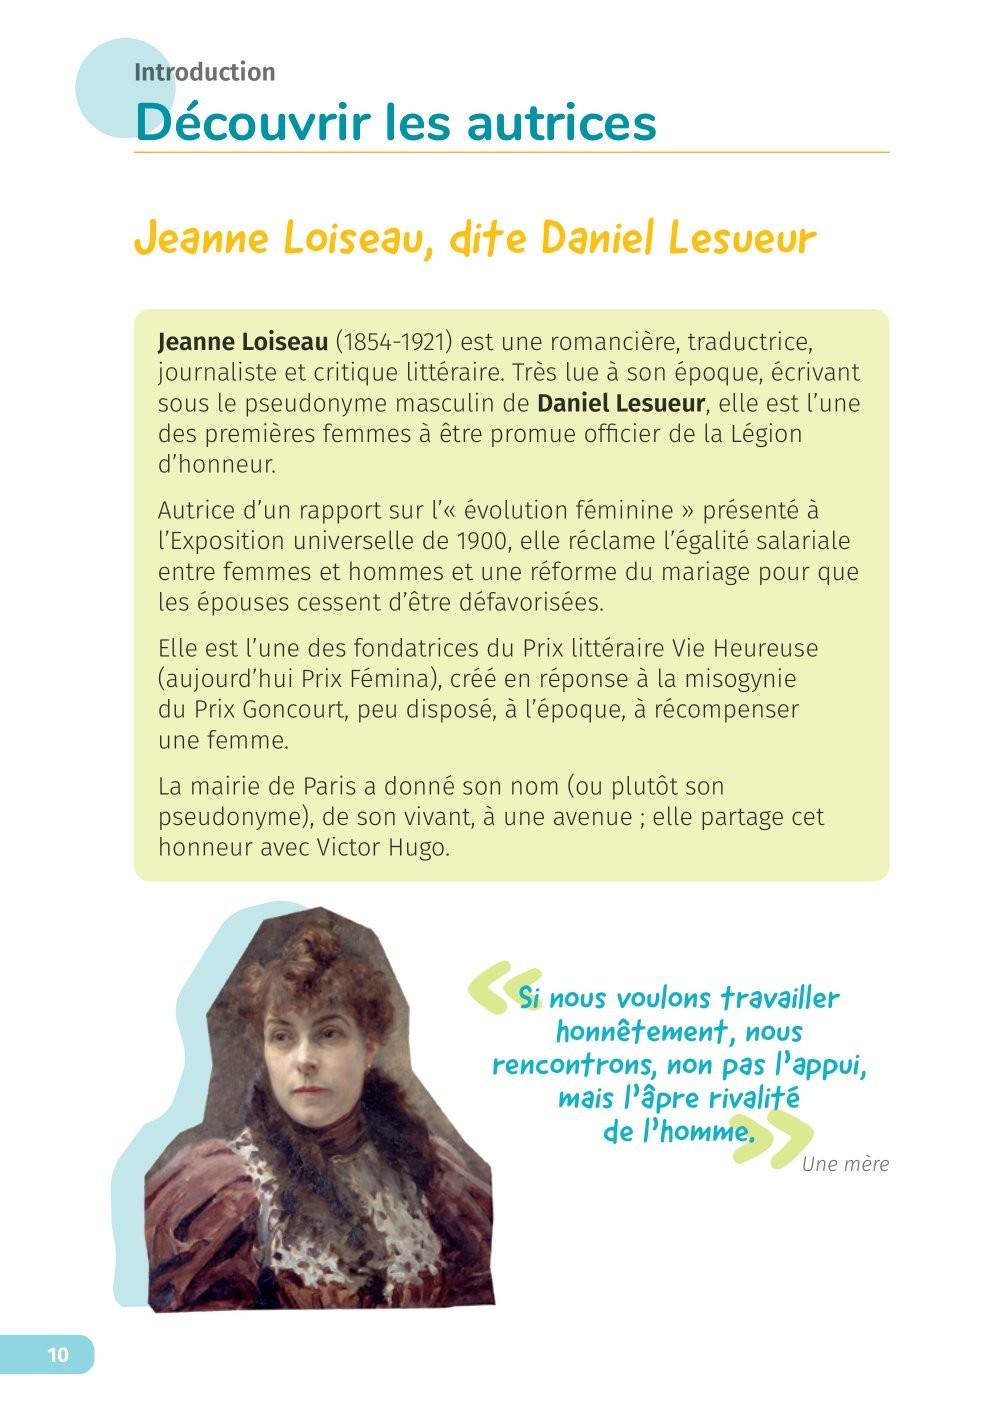 Introduction
Découvrir les autrices
Jeanne Loiseau, dite Daniel Lesueur
Jeanne Loiseau (1854-1921) est une romancière, traductrice,
journaliste et critique littéraire. Très lue à son époque, écrivant
sous le pseudonyme masculin de Daniel Lesueur, elle est l’une
des premières femmes à être promue officier de la Légion
d’honneur.
Autrice d’un rapport sur l’« évolution féminine » présenté à
l’Exposition universelle de 1900, elle réclame l’égalité salariale
entre femmes et hommes et une réforme du mariage pour que
les épouses cessent d’être défavorisées.
Elle est l’une des fondatrices du Prix littéraire Vie Heureuse
(aujourd’hui Prix Fémina), créé en réponse à la misogynie
du Prix Goncourt, peu disposé, à l’époque, à récompenser
une femme.
La mairie de Paris a donné son nom (ou plutôt son
pseudonyme), de son vivant, à une avenue ; elle partage cet
honneur avec Victor Hugo.
« Si nous voulons travailler
honnêtement, nous
rencontrons, non pas l’appui,
mais l’âpre rivalité
de l’homme. »
Une mère
10